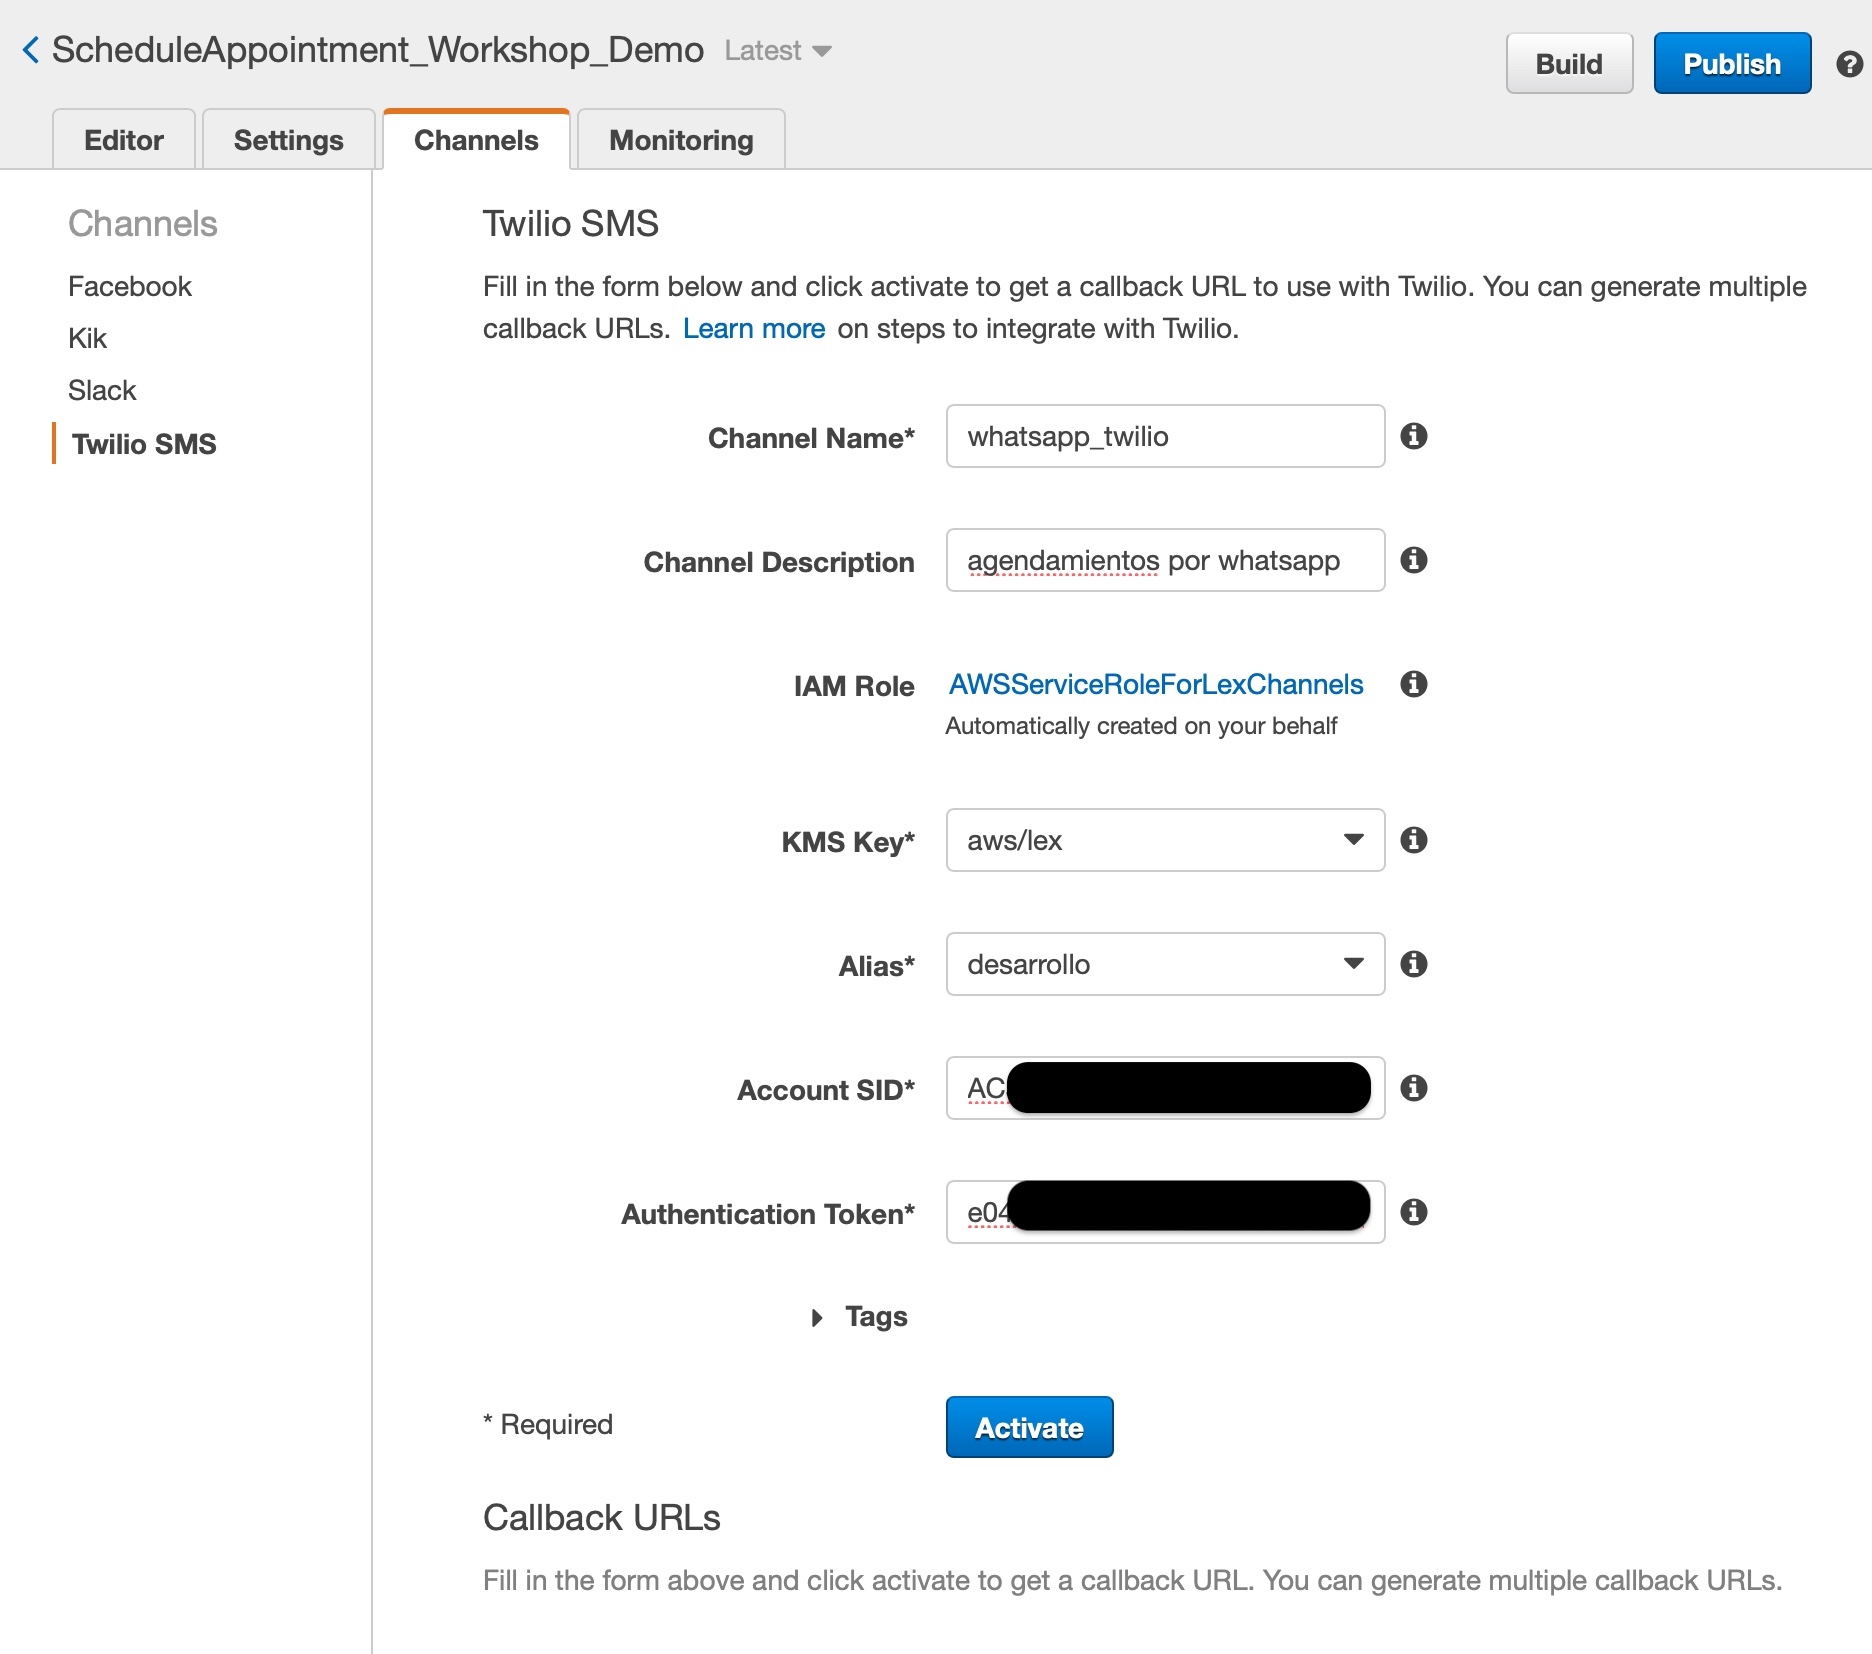 ScheduleAppointment_Workshop_Demo Latest
Build Publish
Editor Settings Channels Monitoring
Channels
Facebook
Kik
Slack
Twilio SMS
Twilio SMS
Fill in the form below and click activate to get a callback URL to use with Twilio. You can generate multiple
callback URLs. Learn more on steps to integrate with Twilio.
Channel Name* whatsapp_twilio
Channel Description agendamientos por whatsapp
IAM Role AWSServiceRoleForLexChannels
Automatically created on your behalf
KMS Key* aws/lex
Alias* desarrollo
Account SID* AC
Authentication Token* e04
Tags
* Required Activate
Callback URLs
Fill in the form above and click activate to get a callback URL. You can generate multiple callback URLs.